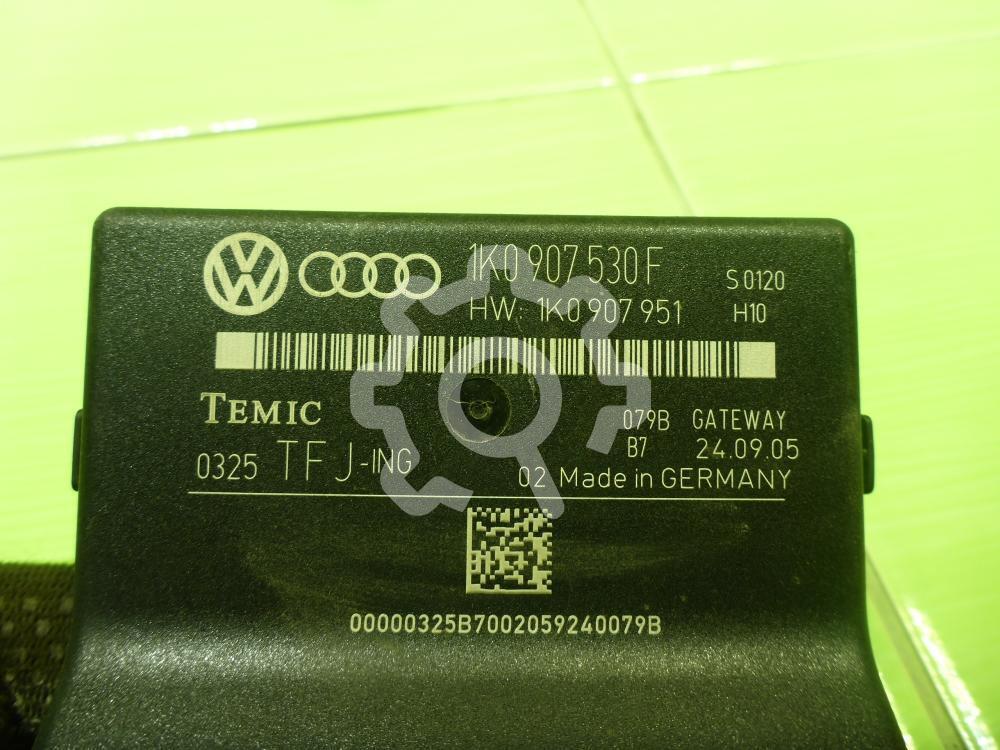 1K0 907 530 F
S 0120
HW: 1K0 907 951
H10
TEMIC
079B GATEWAY
B7 24.09.05
0325 TF J-ING
02 Made in GERMANY
00000325B7002059240079B